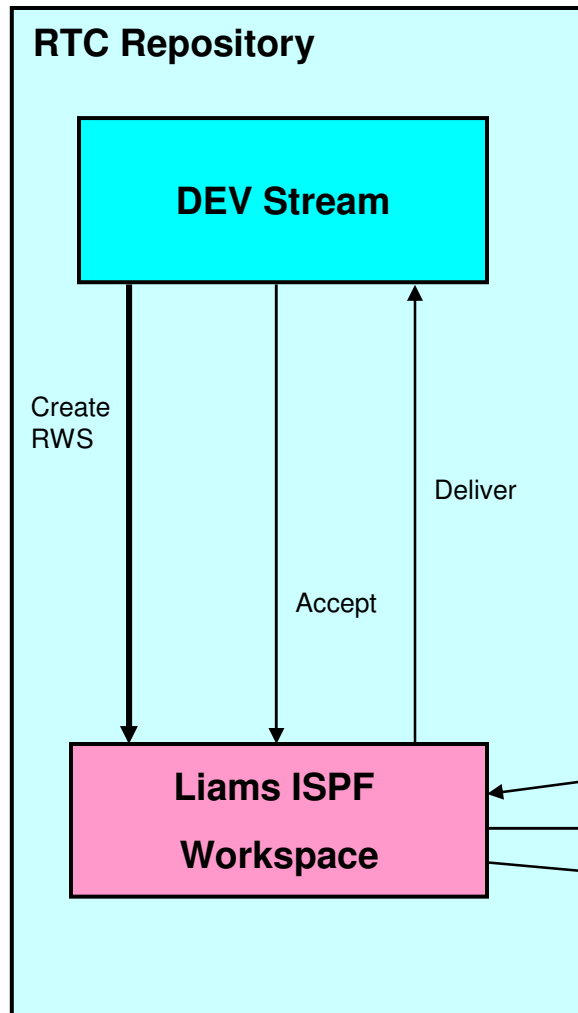 RTC Repository
DEV Stream
Create
RWS
Deliver
Accept
Liams ISPF
Workspace